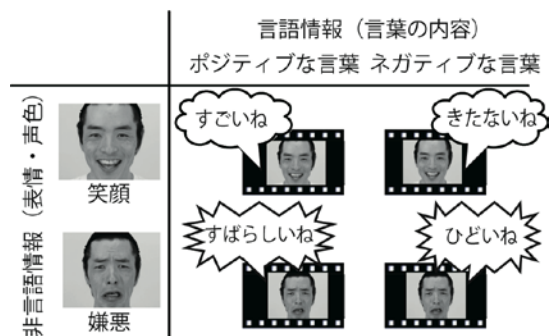 言語情報（言葉の内容）
ポジティブな言葉 ネガティブな言葉
非言語情報（表情・声色）
笑顔
すごいね
きたないね
嫌悪
すばらしいね
ひどいね